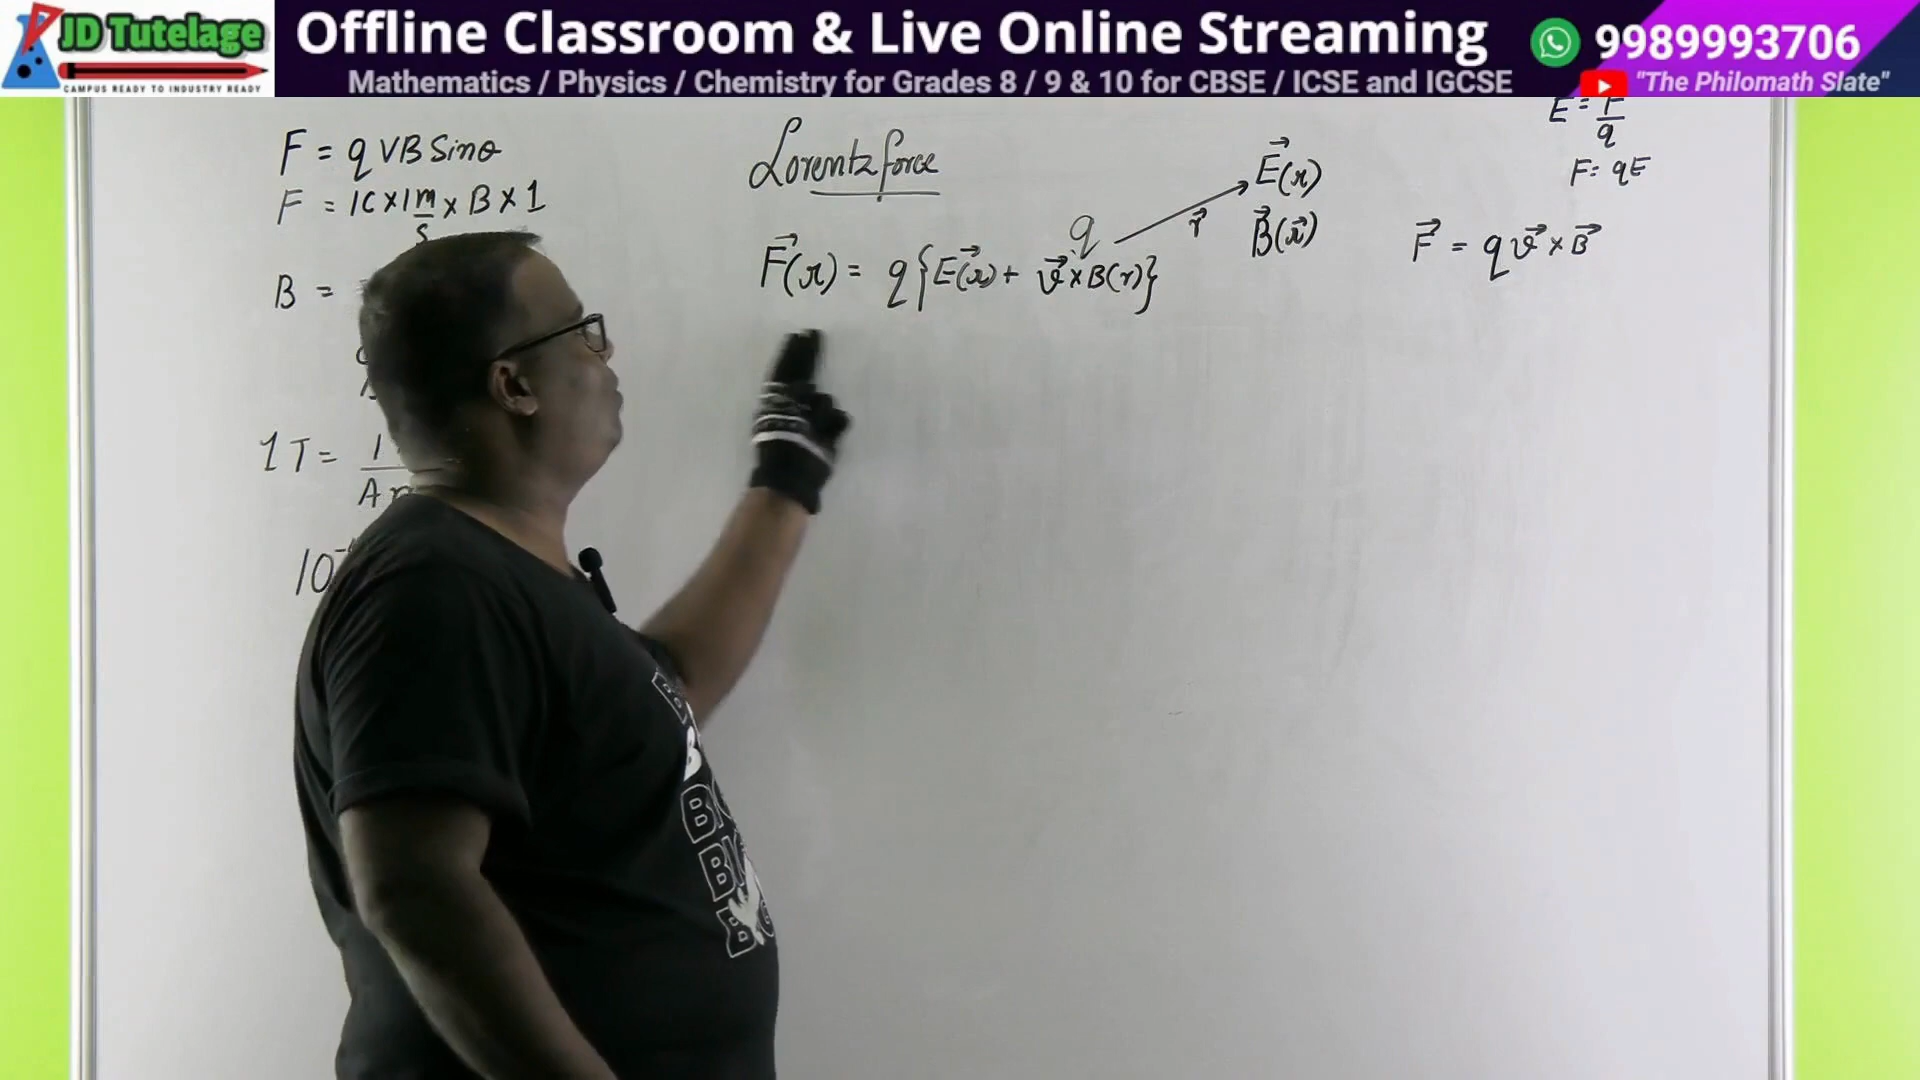 JD Tutelage
CAMPUS READY TO INDUSTRY READY
Offline Classroom & Live Online Streaming
Mathematics / Physics / Chemistry for Grades 8 / 9 & 10 for CBSE / ICSE and IGCSE
9989993706
"The Philomath Slate"
F = qVB Sinθ
F = 1C × 1 m/s × B × 1
B =
1T = 1
A
10
Lorentz force
F⃗(r) = q{E⃗(r) + v⃗ × B(r)}
q
r⃗
E⃗(r)
B⃗(r⃗)
E = F/q
F = qE
F⃗ = q v⃗ × B⃗